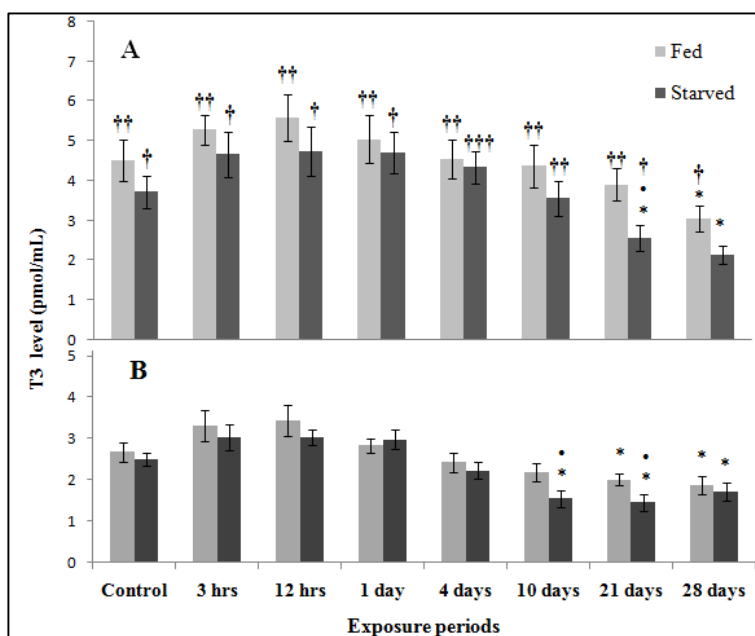 T3 level (pmol/mL)
8
7
6
5
4
3
2
1
0
A
Fed
Starved
†† † †† † †† † †† † †† ††† †† †† †† † • * † * *
5
4
3
2
1
0
B
• * * • * * *
Control 3 hrs 12 hrs 1 day 4 days 10 days 21 days 28 days
Exposure periods